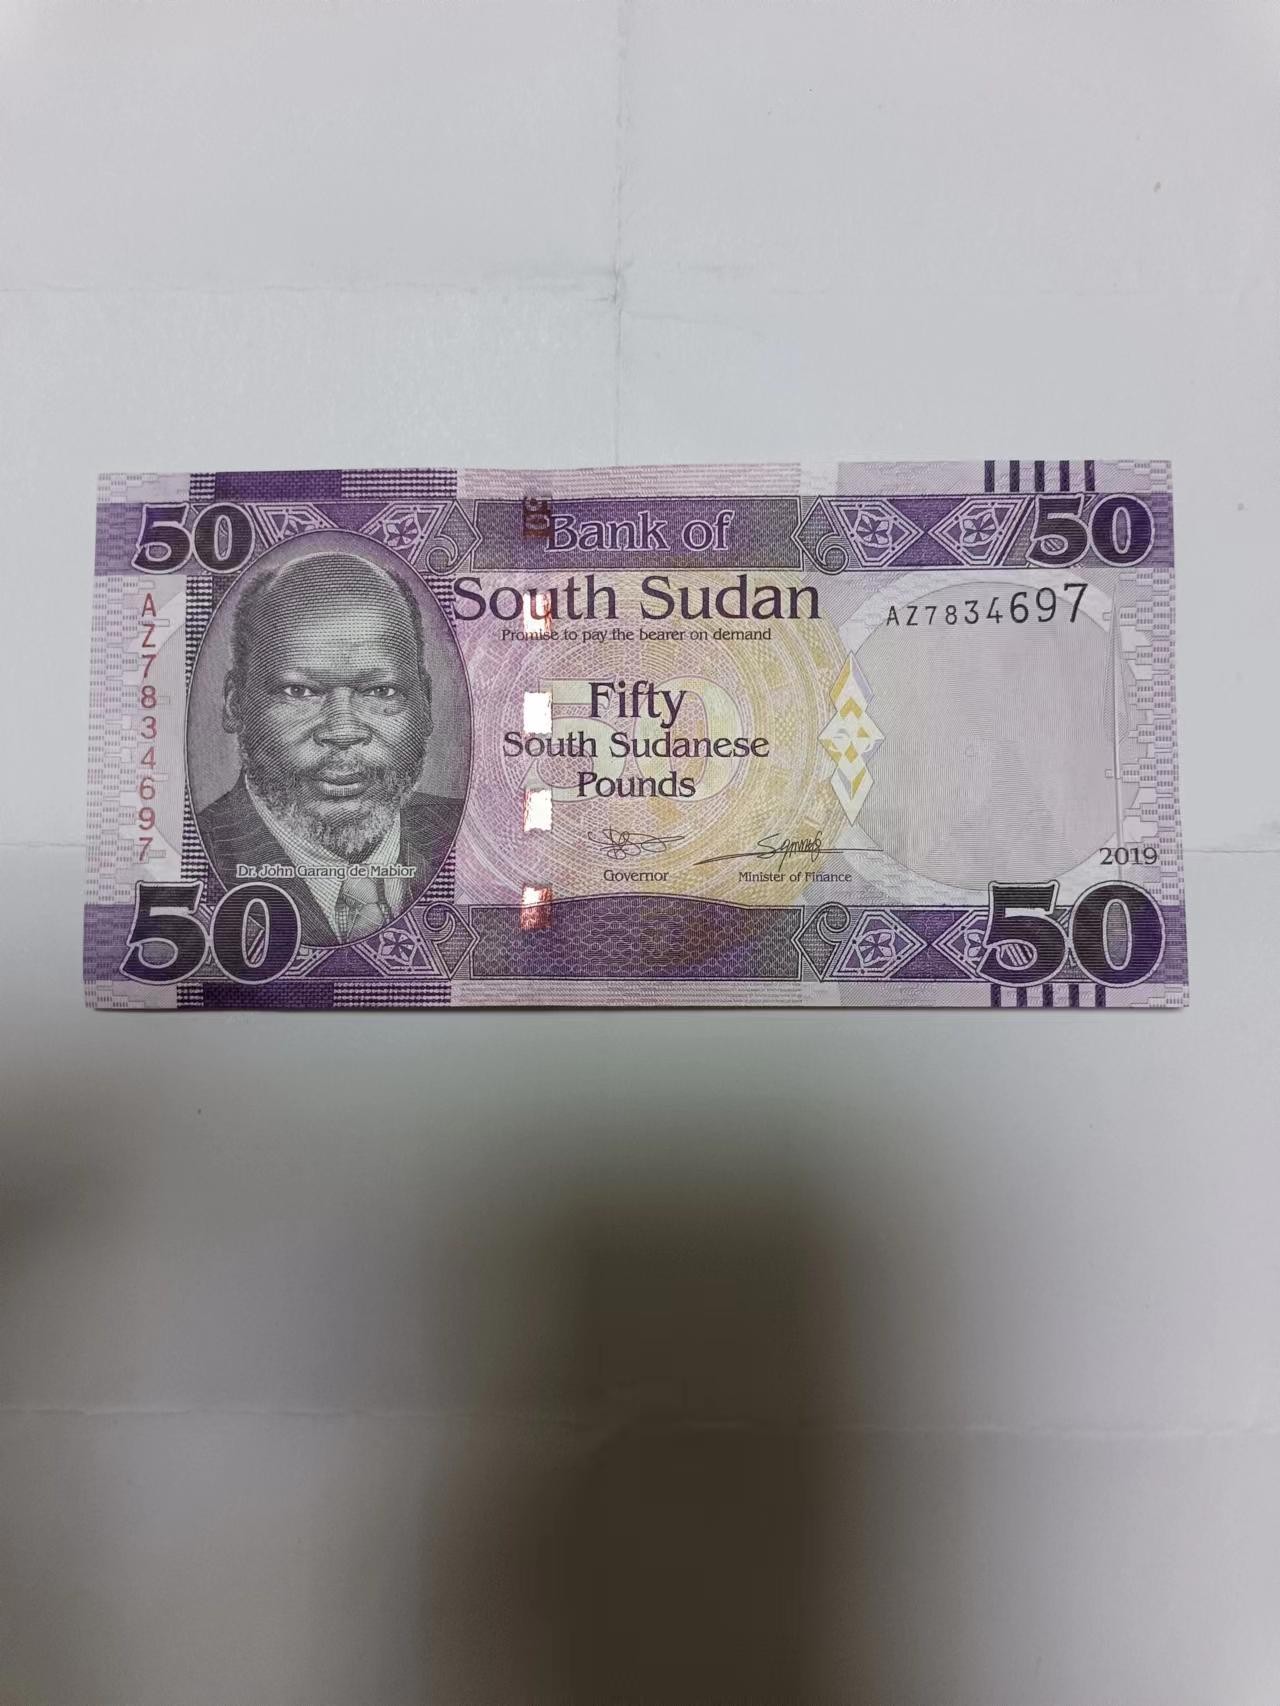 50
Bank of
50
South Sudan
Promise to pay the bearer on demand
AZ7834697
AZ7834697
50
Fifty
South Sudanese
Pounds
Dr. John Garang de Mabior
Governor
Minister of Finance
2019
50
50